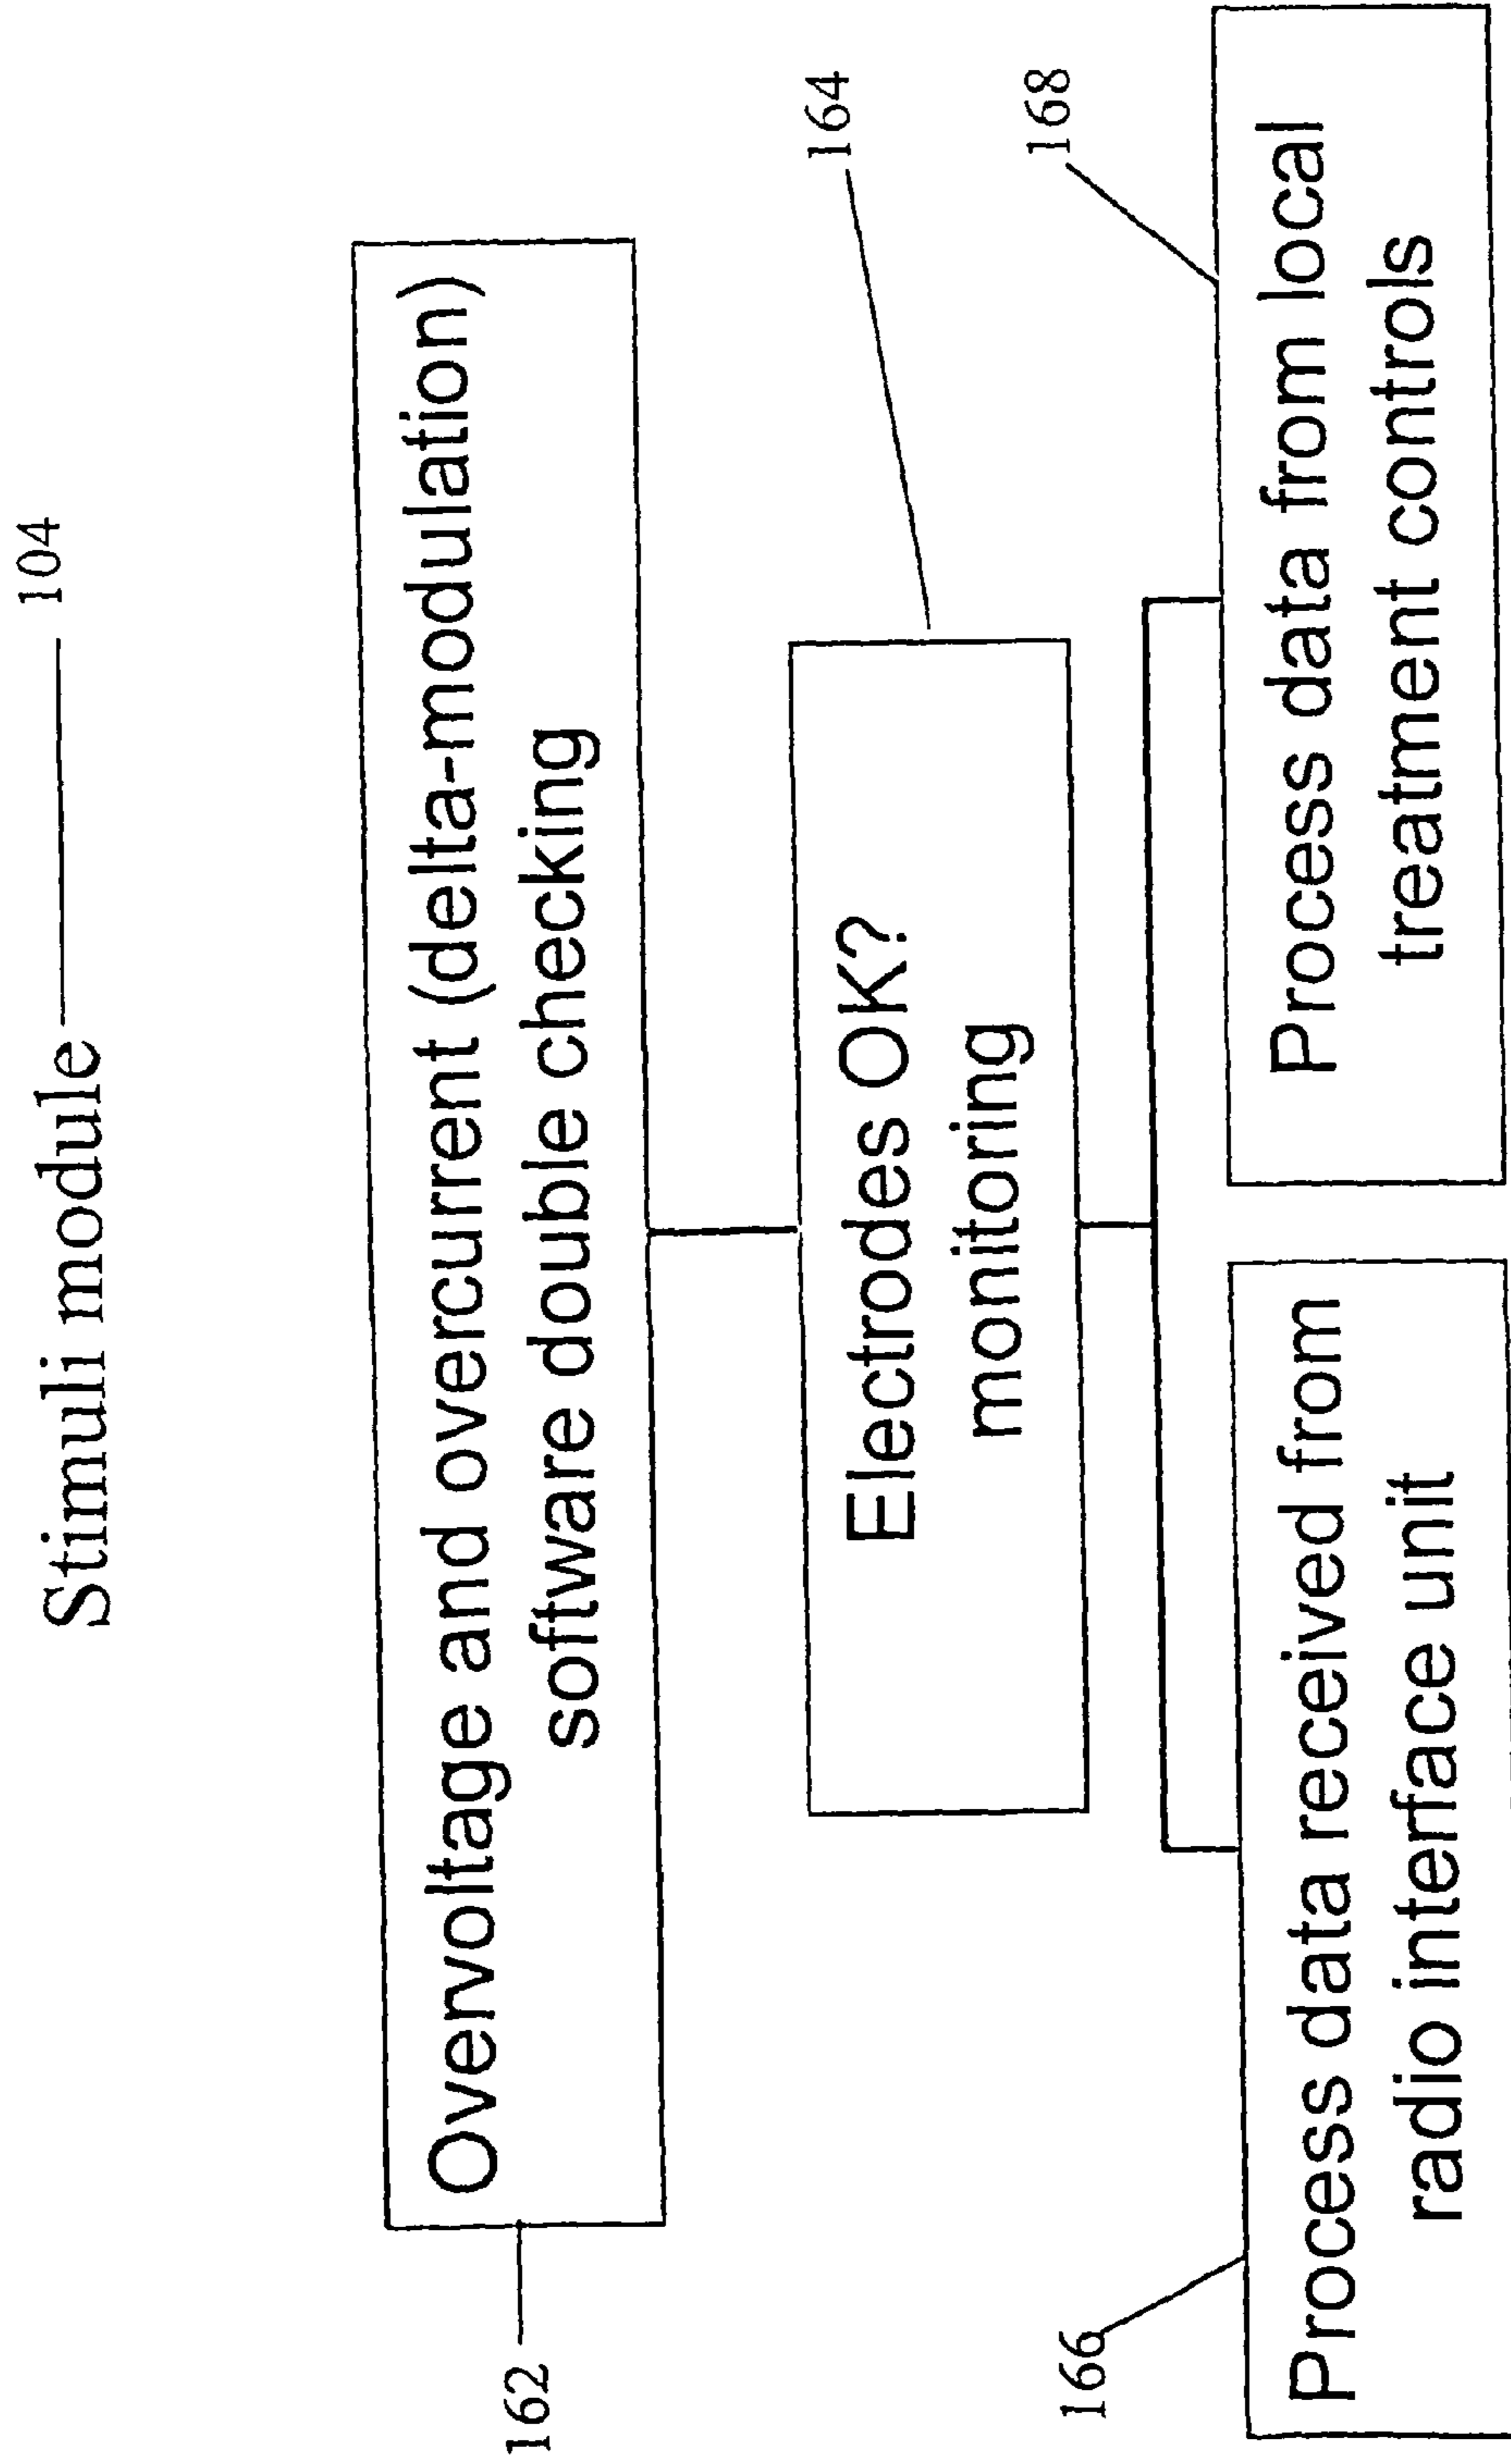 Stimuli module 104
162
Overvoltage and overcurrent (delta-modulation)
software double checking
164
Electrodes OK?
monitoring
166
168
Process data received from
radio interface unit
Process data from local
treatment controls